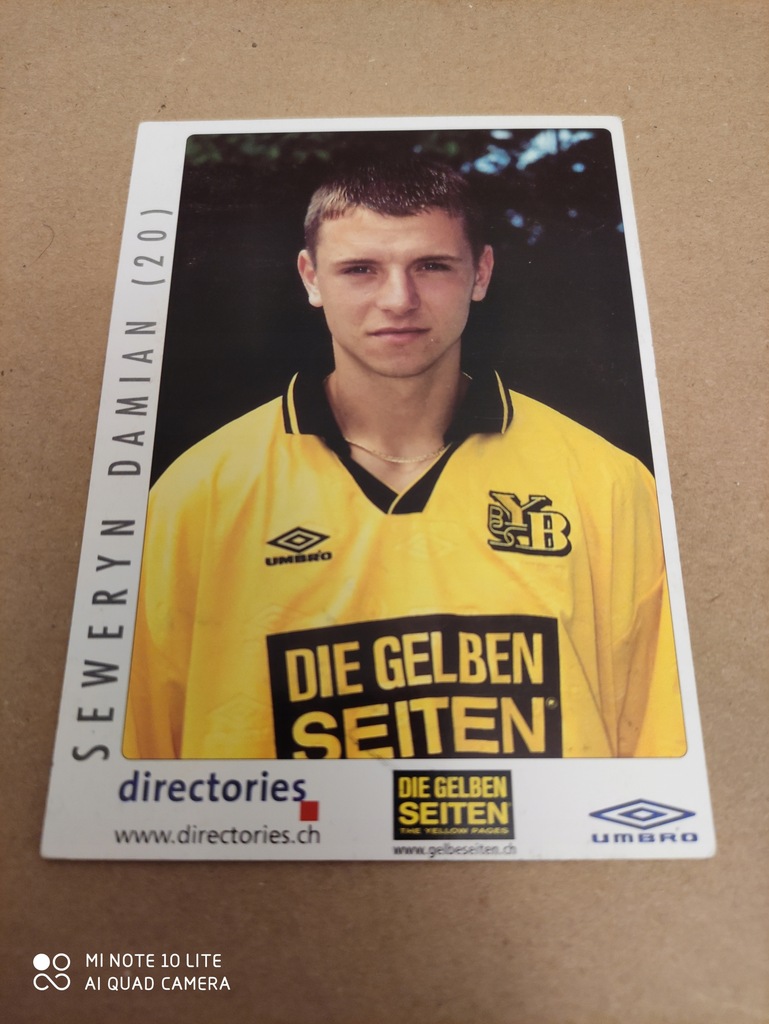 SEWERYN DAMIAN (20)
UMBRO
BSC
YB
DIE GELBEN
SEITEN
directories
www.directories.ch
DIE GELBEN
SEITEN
THE YELLOW PAGES
www.gelbeseiten.ch
UMBRO
MI NOTE 10 LITE
AI QUAD CAMERA